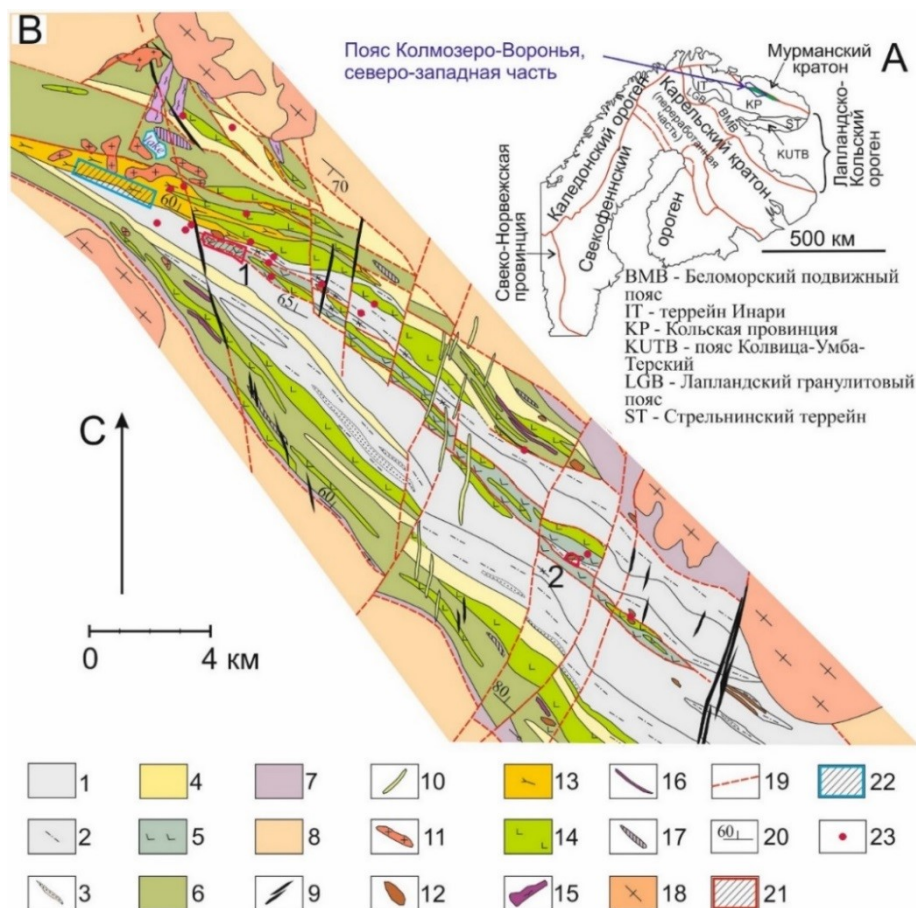 B
Пояс Колмозеро-Воронья,
северо-западная часть
А
Мурманский
кратон
IT
LGB
BMB
KP
ST
KUTB
Каледонский ороген
Карельский кратон
(переработанная
часть)
Свекофеннский
ороген
Свеко-Норвежская
провинция
Лапландско-
Кольский
ороген
500 км
BMB - Беломорский подвижный
пояс
IT - террейн Инари
KP - Кольская провинция
KUTB - пояс Колвица-Умба-
Терский
LGB - Лапландский гранулитовый
пояс
ST - Стрельнинский террейн
70
60
1
65
60
2
80
С
0 4 км
1 4 7 10 13 16 19 22
2 5 8 11 14 17 60 20 23
3 6 9 12 15 18 21